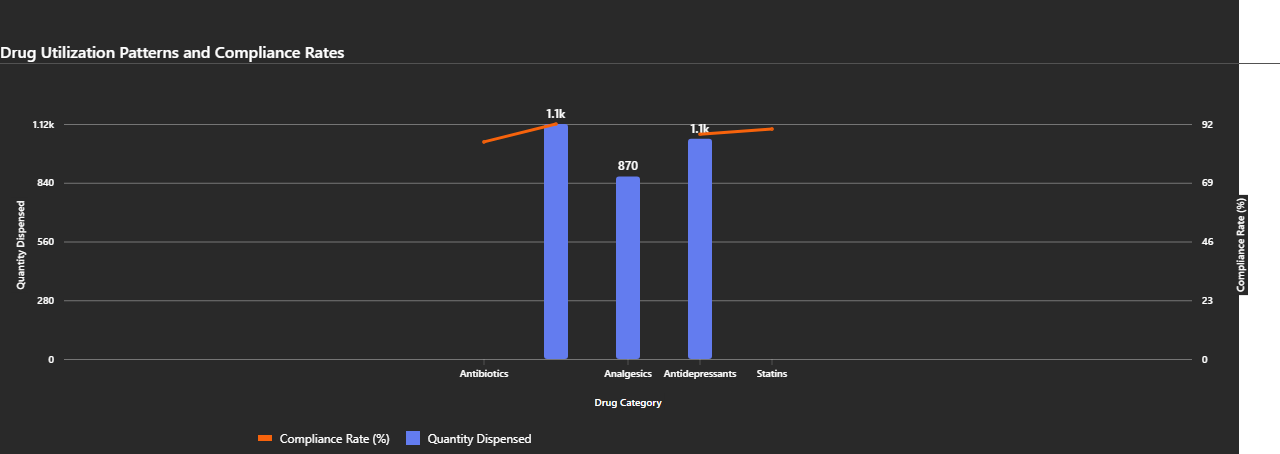 Drug Utilization Patterns and Compliance Rates
1.1k
1.1k
870
1.12k
840
560
280
0
92
69
46
23
0
Quantity Dispensed
Compliance Rate (%)
Antibiotics
Analgesics
Antidepressants
Statins
Drug Category
Compliance Rate (%)
Quantity Dispensed